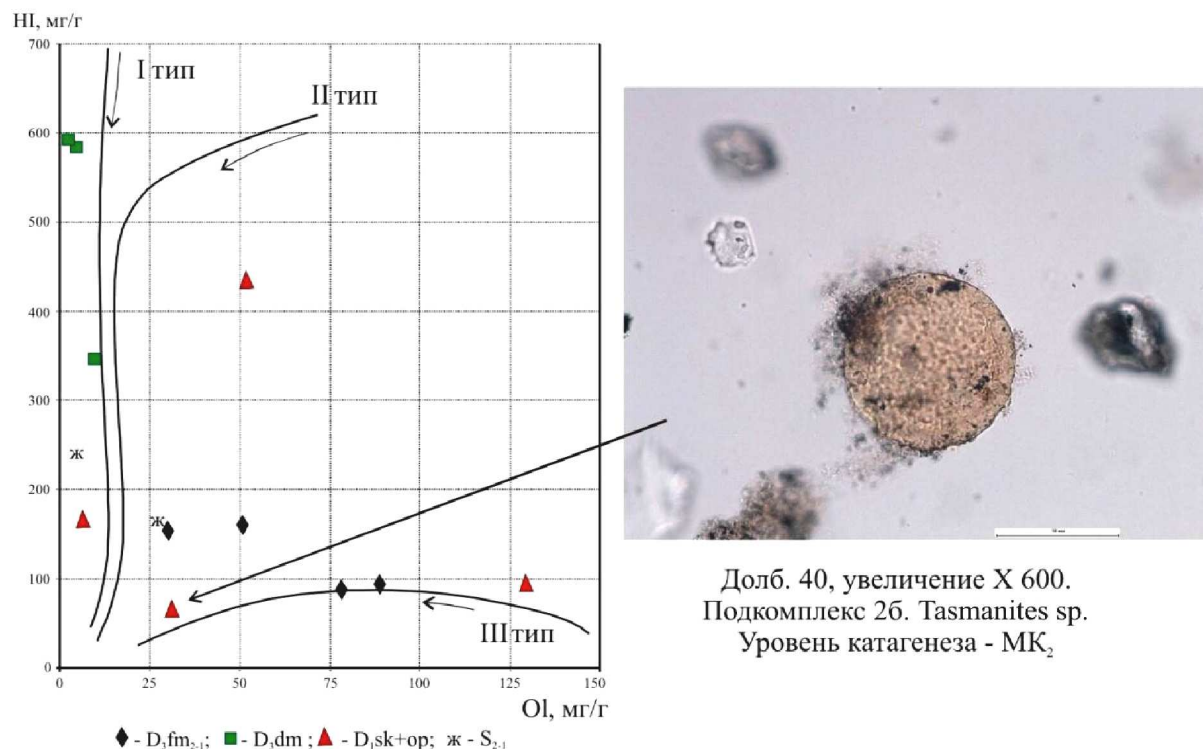 HI, мг/г
700
600
500
400
300
200
100
0
I тип
II тип
III тип
ж
ж
0 25 50 75 100 125 150
OI, мг/г
♦ - D₃fm₂₋₁; ■ - D₃dm ; ▲ - D₁sk+op; ж - S₂₋₁
Долб. 40, увеличение X 600.
Подкомплекс 2б. Tasmanites sp.
Уровень катагенеза - МК₂